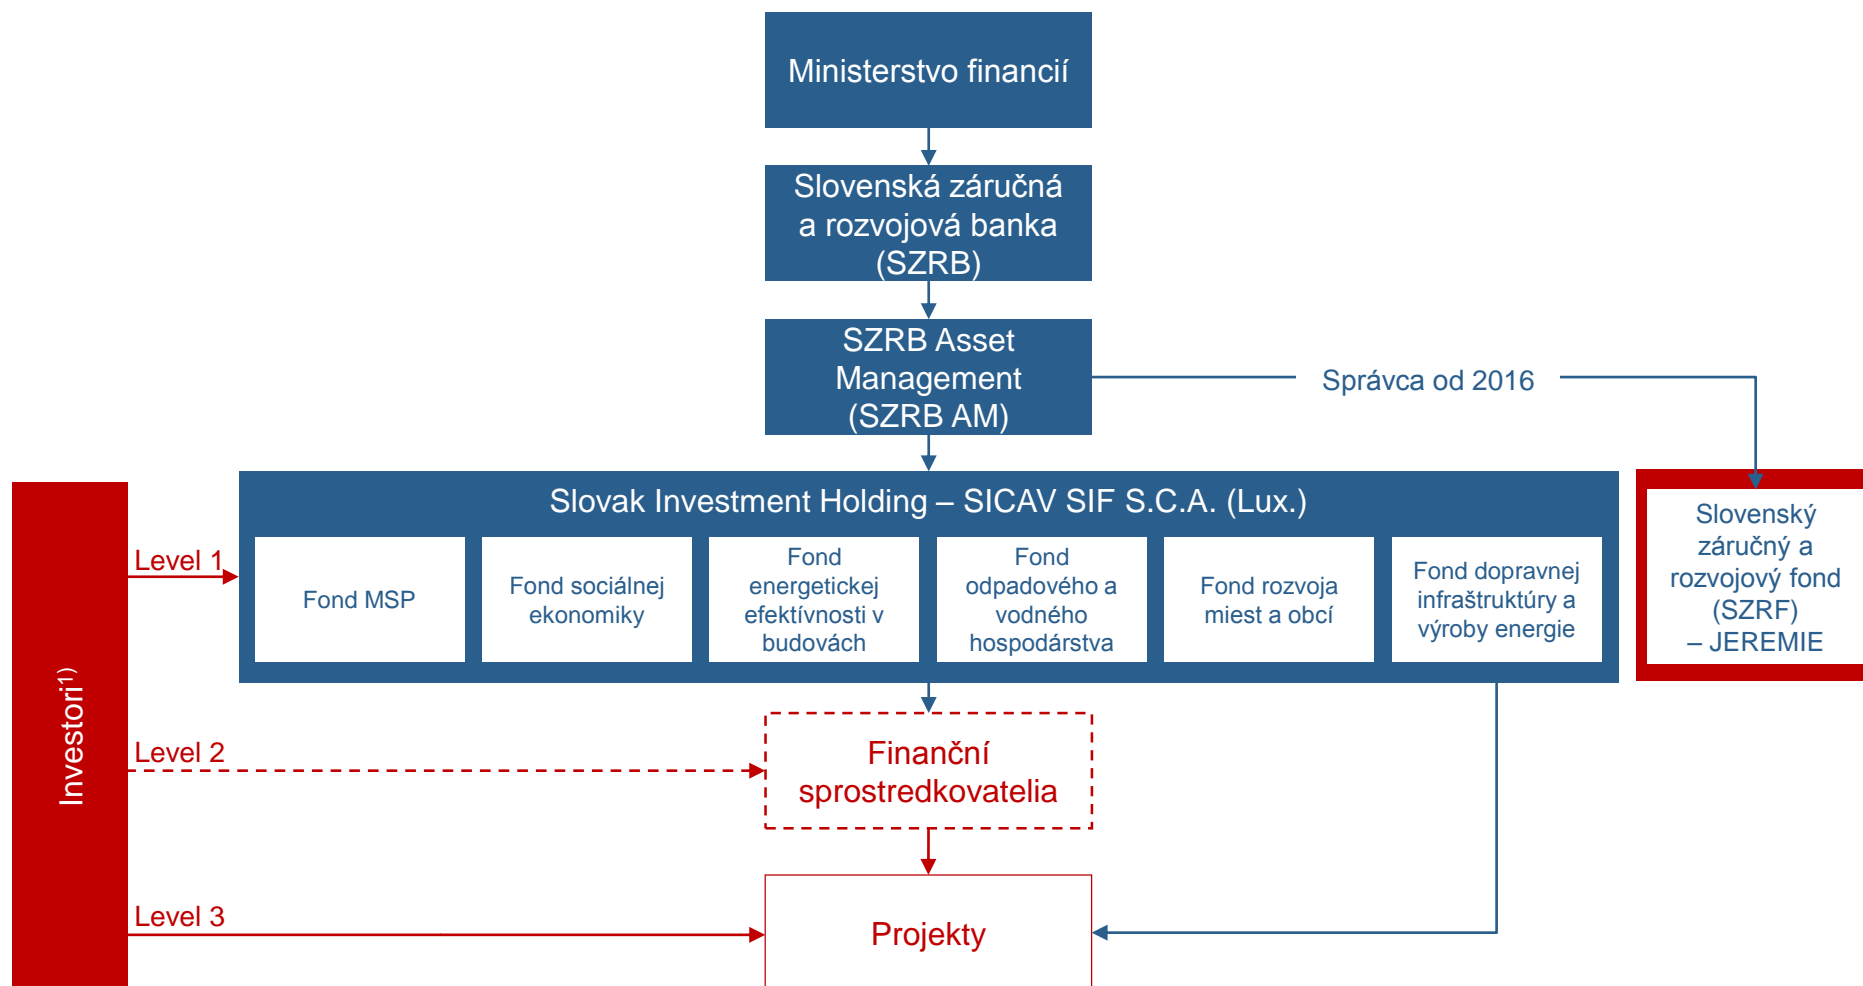 Ministerstvo financií
Slovenská záručná
a rozvojová banka
(SZRB)
SZRB Asset
Management
(SZRB AM)
Správca od 2016
Slovak Investment Holding – SICAV SIF S.C.A. (Lux.)
Fond MSP
Fond sociálnej
ekonomiky
Fond
energetickej
efektívnosti v
budovách
Fond
odpadového a
vodného
hospodárstva
Fond rozvoja
miest a obcí
Fond dopravnej
infraštruktúry a
výroby energie
Slovenský
záručný a
rozvojový fond
(SZRF)
– JEREMIE
Investori1)
Level 1
Level 2
Finanční
sprostredkovatelia
Level 3
Projekty